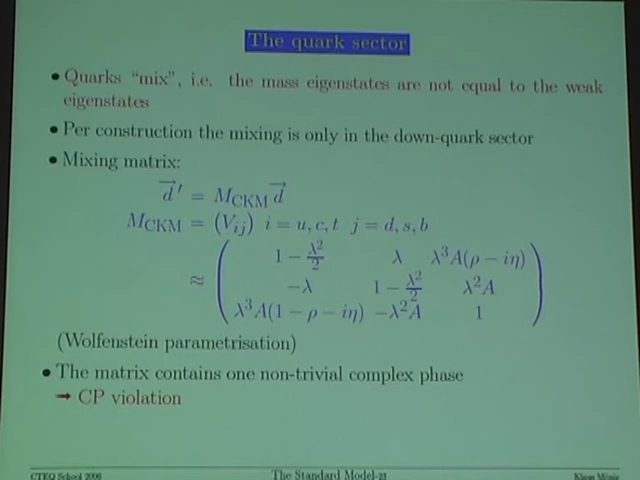 The quark sector
• Quarks "mix", i.e. the mass eigenstates are not equal to the weak
eigenstates
• Per construction the mixing is only in the down-quark sector
• Mixing matrix:
d⃗ ′ = M_CKM d⃗
M_CKM = (V_ij) i = u, c, t j = d, s, b
≈ ( 1 − λ²/2 λ λ³A(ρ − iη)
−λ 1 − λ²/2 λ²A
λ³A(1 − ρ − iη) −λ²A 1 )
(Wolfenstein parametrisation)
• The matrix contains one non-trivial complex phase
→ CP violation
CTEQ School 2006 The Standard Model-23 Klaus Mönig